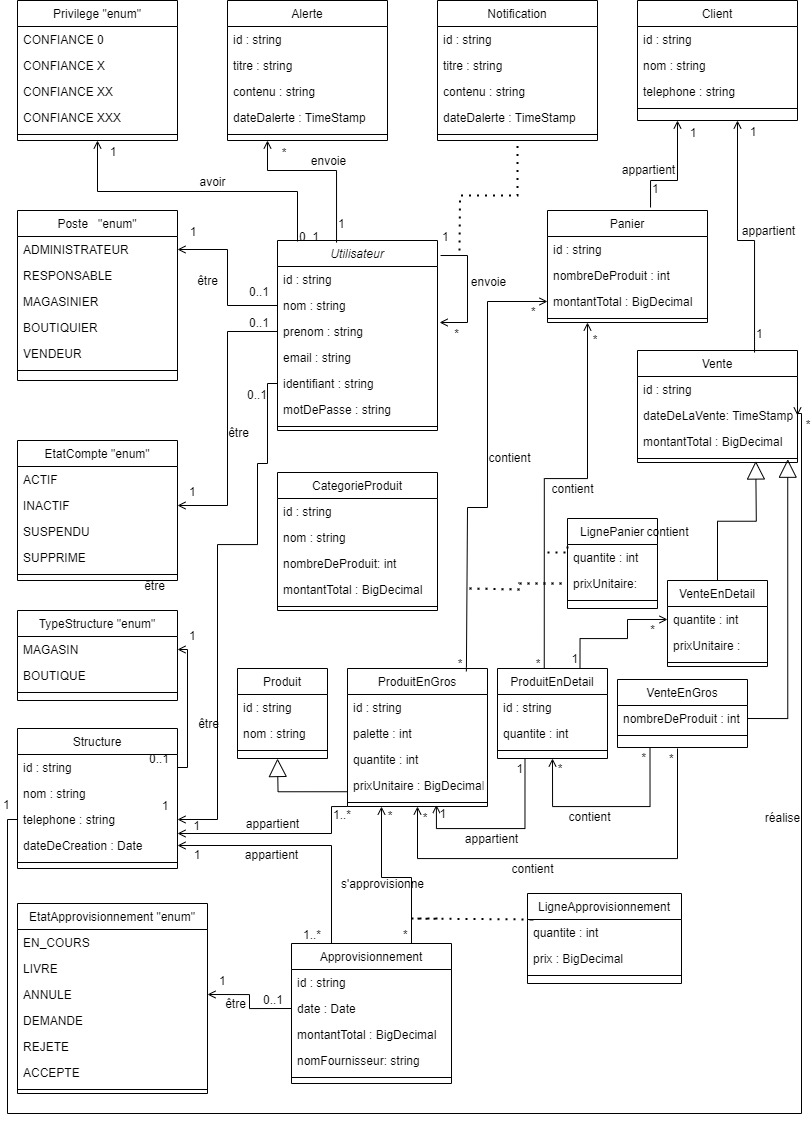 Privilege "enum"
CONFIANCE 0
CONFIANCE X
CONFIANCE XX
CONFIANCE XXX
Alerte
id : string
titre : string
contenu : string
dateDalerte : TimeStamp
Notification
id : string
titre : string
contenu : string
dateDalerte : TimeStamp
Client
id : string
nom : string
telephone : string
1
avoir
*
envoie
1
0..1
1
appartient
1
1
appartient
1
Poste "enum"
ADMINISTRATEUR
RESPONSABLE
MAGASINIER
BOUTIQUIER
VENDEUR
1
être
0..1
0..1
0..1
Utilisateur
id : string
nom : string
prenom : string
email : string
identifiant : string
motDePasse : string
1
envoie
*
Panier
id : string
nombreDeProduit : int
montantTotal : BigDecimal
*
*
Vente
id : string
dateDeLaVente: TimeStamp
montantTotal : BigDecimal
*
EtatCompte "enum"
ACTIF
INACTIF
SUSPENDU
SUPPRIME
1
être
être
CategorieProduit
id : string
nom : string
nombreDeProduit: int
montantTotal : BigDecimal
contient
contient
LignePanier contient
quantite : int
prixUnitaire:
VenteEnDetail
quantite : int
prixUnitaire :
*
1
TypeStructure "enum"
MAGASIN
BOUTIQUE
1
être
0..1
Structure
id : string
nom : string
telephone : string
dateDeCreation : Date
1
1
1
1
Produit
id : string
nom : string
*
ProduitEnGros
id : string
palette : int
quantite : int
prixUnitaire : BigDecimal
*
ProduitEnDetail
id : string
quantite : int
VenteEnGros
nombreDeProduit : int
1
*
*
*
contient
1..*
*
*
1
appartient
appartient
appartient
contient
réalise
s'approvisionne
EtatApprovisionnement "enum"
EN_COURS
LIVRE
ANNULE
DEMANDE
REJETE
ACCEPTE
1
être
0..1
1..*
*
Approvisionnement
id : string
date : Date
montantTotal : BigDecimal
nomFournisseur: string
LigneApprovisionnement
quantite : int
prix : BigDecimal